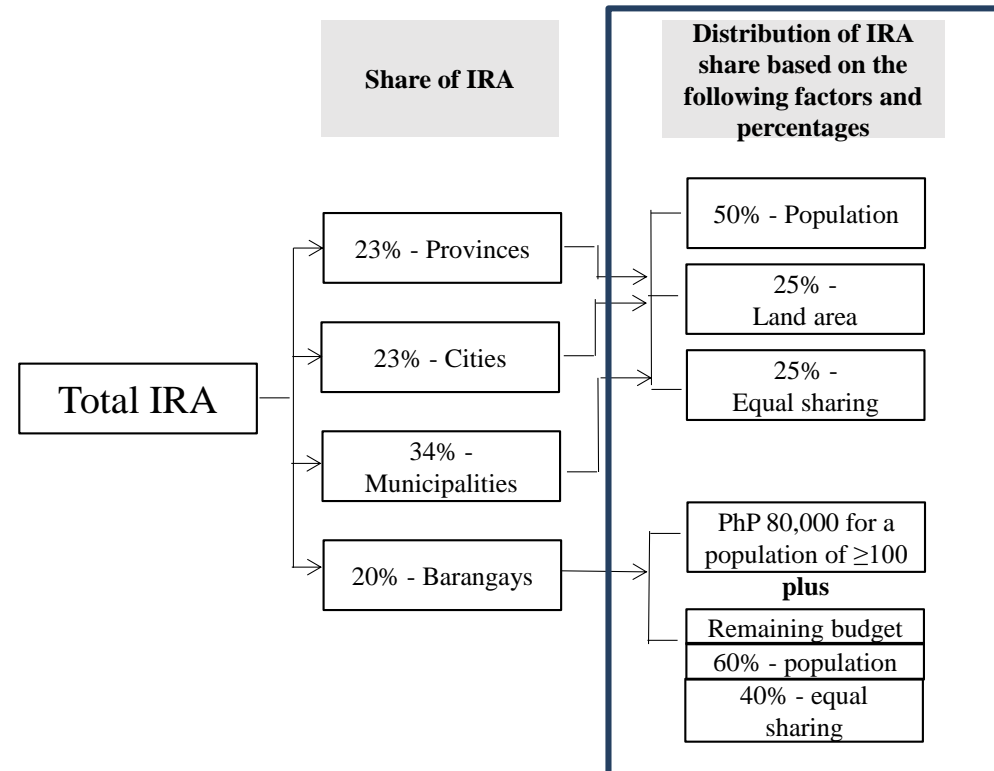 Share of IRA
Distribution of IRA
share based on the
following factors and
percentages
Total IRA
23% - Provinces
23% - Cities
34% -
Municipalities
20% - Barangays
50% - Population
25% -
Land area
25% -
Equal sharing
PhP 80,000 for a
population of ≥100
plus
Remaining budget
60% - population
40% - equal
sharing